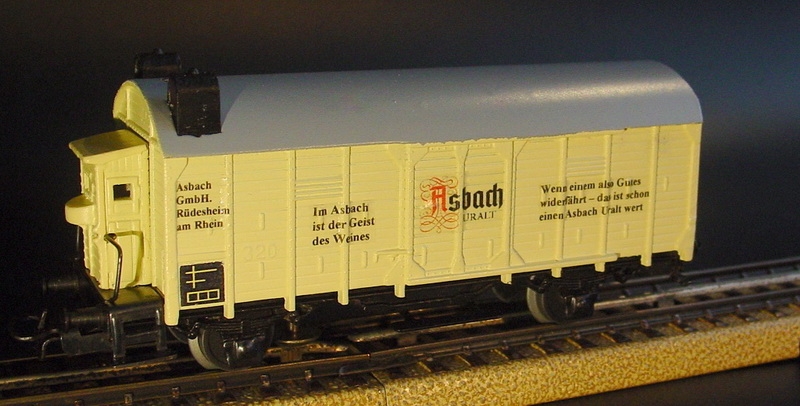 Asbach
GmbH.
Rüdesheim
am Rhein
Im Asbach
ist der Geist
des Weines
Asbach
URALT
Wenn einem also Gutes
widerfährt – das ist schon
einen Asbach Uralt wert